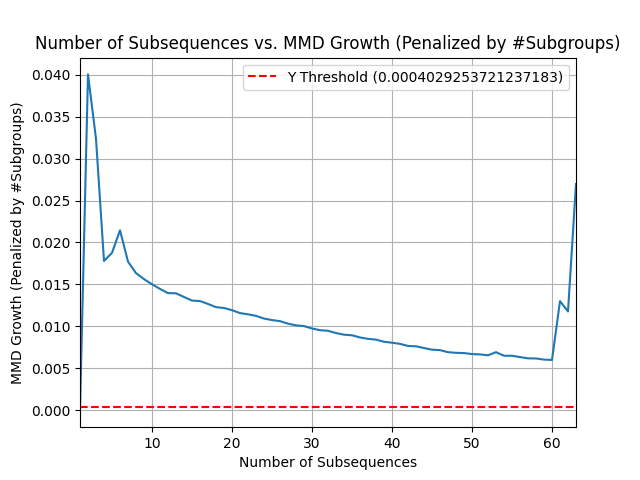 Number of Subsequences vs. MMD Growth (Penalized by #Subgroups)
Y Threshold (0.0004029253721237183)
MMD Growth (Penalized by #Subgroups)
0.040
0.035
0.030
0.025
0.020
0.015
0.010
0.005
0.000
10 20 30 40 50 60
Number of Subsequences